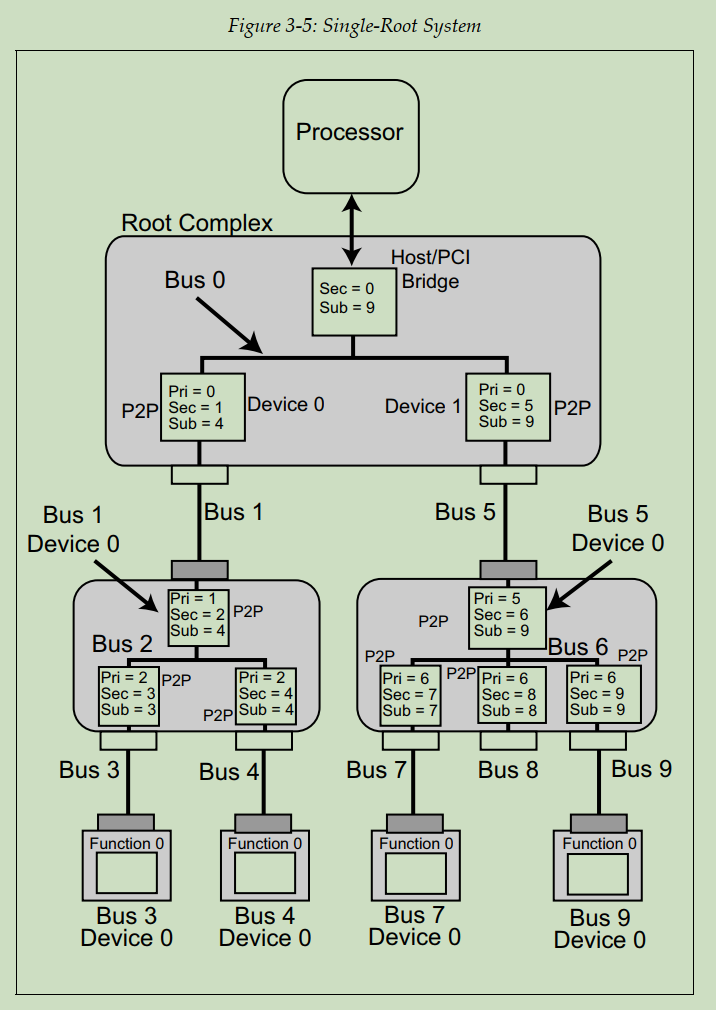 Figure 3-5: Single-Root System
Processor
Root Complex
Host/PCI
Bridge
Sec = 0
Sub = 9
Bus 0
P2P
Pri = 0
Sec = 1
Sub = 4
Device 0
Device 1
Pri = 0
Sec = 5
Sub = 9
P2P
Bus 1
Bus 5
Bus 1
Device 0
Bus 5
Device 0
Pri = 1
Sec = 2
Sub = 4
P2P
Bus 2
Pri = 2
Sec = 3
Sub = 3
P2P
P2P
Pri = 2
Sec = 4
Sub = 4
P2P
Pri = 5
Sec = 6
Sub = 9
Bus 6
P2P
Pri = 6
Sec = 7
Sub = 7
P2P
Pri = 6
Sec = 8
Sub = 8
P2P
Pri = 6
Sec = 9
Sub = 9
Bus 3
Bus 4
Bus 7
Bus 8
Bus 9
Function 0
Function 0
Function 0
Function 0
Bus 3
Device 0
Bus 4
Device 0
Bus 7
Device 0
Bus 9
Device 0